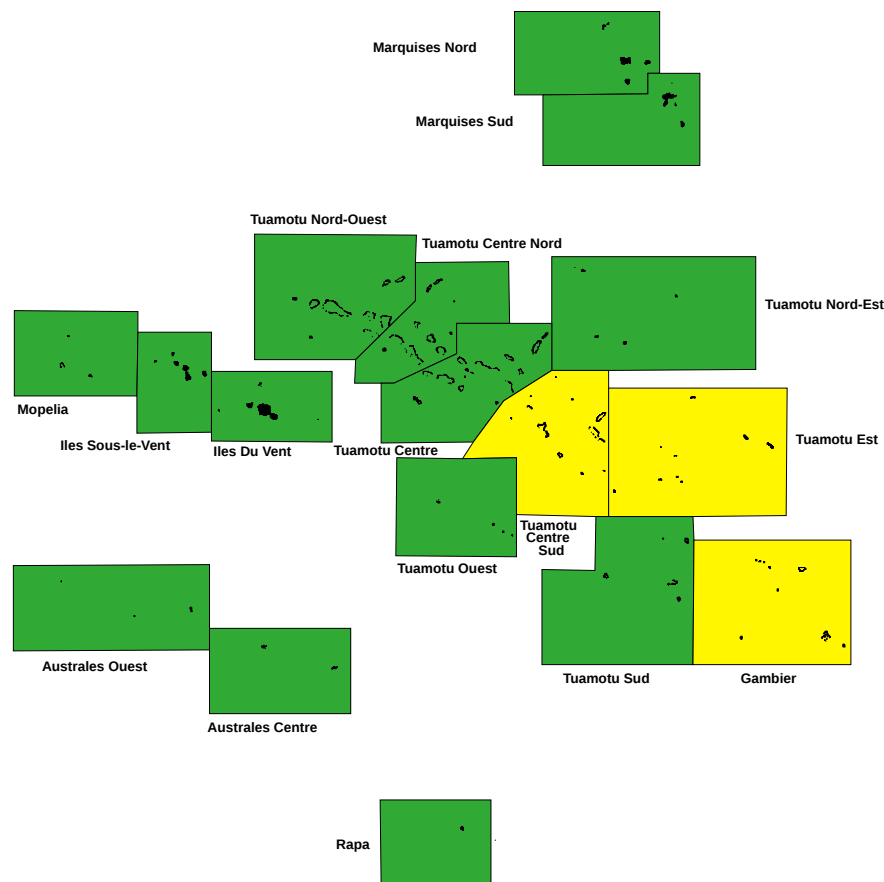 Marquises Nord
Marquises Sud
Tuamotu Nord-Ouest
Tuamotu Centre Nord
Tuamotu Nord-Est
Mopelia
Iles Sous-le-Vent
Iles Du Vent
Tuamotu Centre
Tuamotu Est
Tuamotu
Centre
Sud
Tuamotu Ouest
Australes Ouest
Tuamotu Sud
Gambier
Australes Centre
Rapa